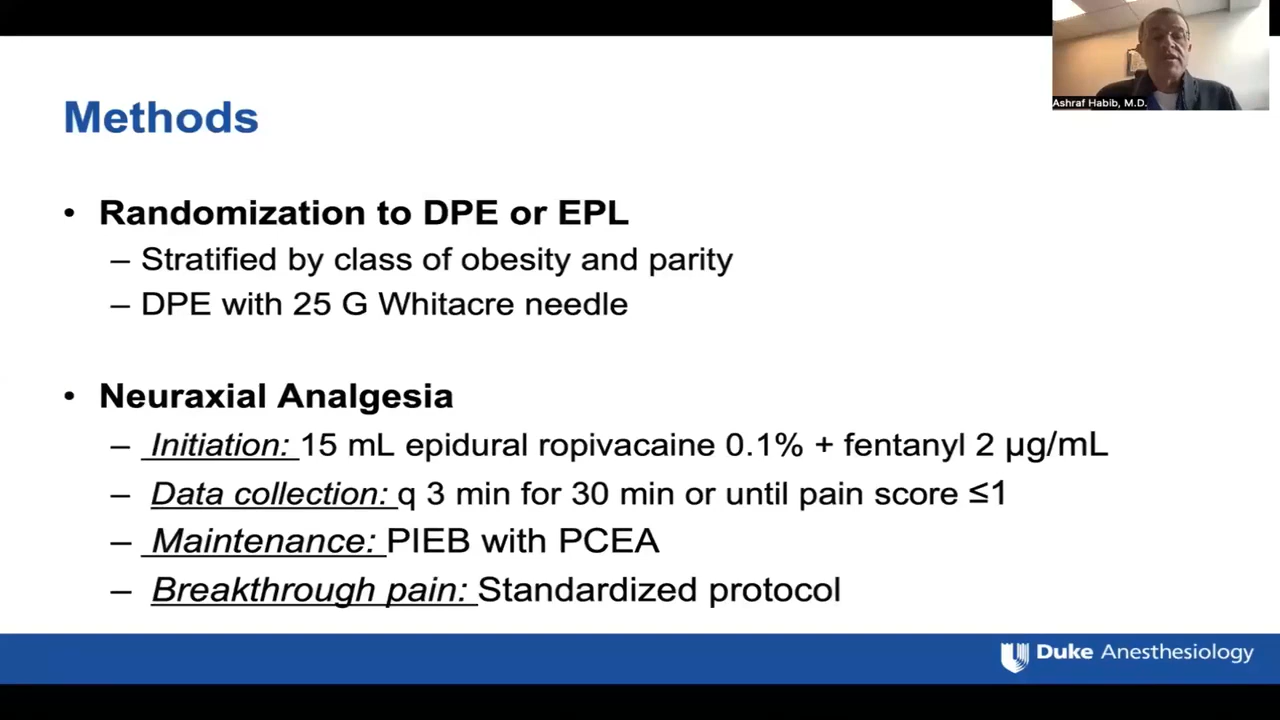 Ashraf Habib, M.D.
Methods
• Randomization to DPE or EPL
– Stratified by class of obesity and parity
– DPE with 25 G Whitacre needle
• Neuraxial Analgesia
– Initiation: 15 mL epidural ropivacaine 0.1% + fentanyl 2 µg/mL
– Data collection: q 3 min for 30 min or until pain score ≤1
– Maintenance: PIEB with PCEA
– Breakthrough pain: Standardized protocol
Duke Anesthesiology